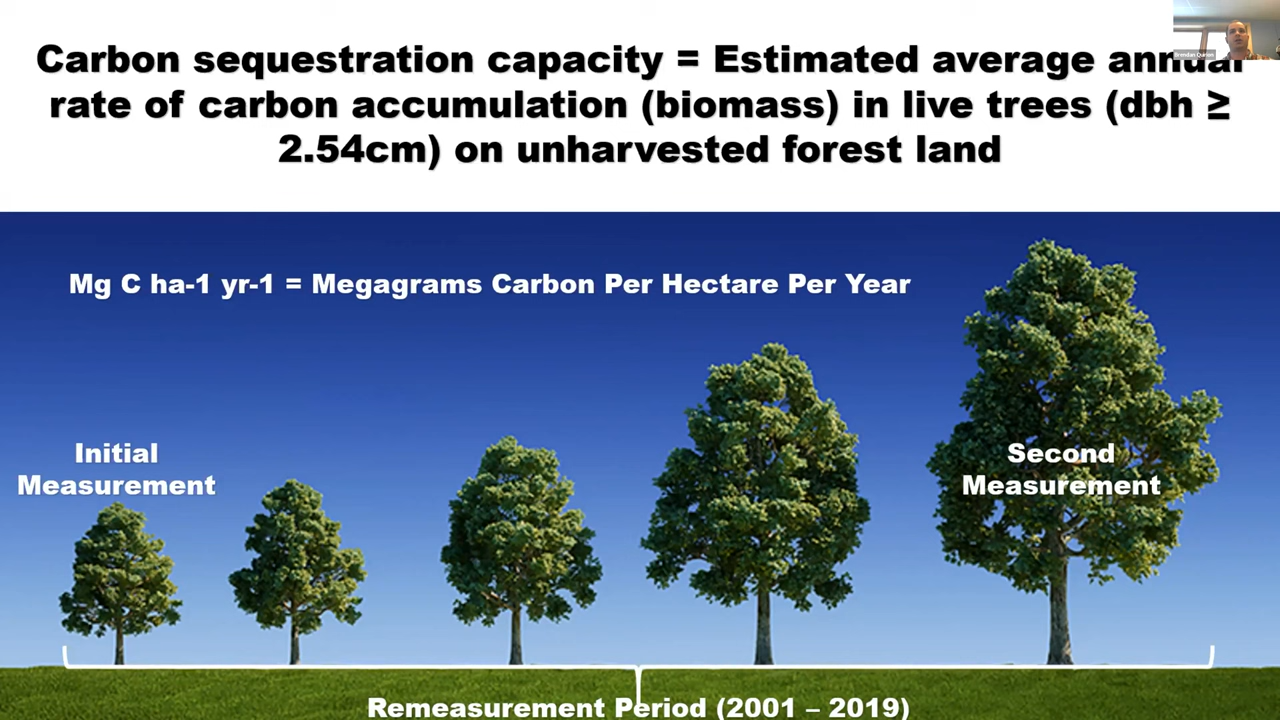 Carbon sequestration capacity = Estimated average annual
rate of carbon accumulation (biomass) in live trees (dbh ≥
2.54cm) on unharvested forest land
Mg C ha-1 yr-1 = Megagrams Carbon Per Hectare Per Year
Initial
Measurement
Second
Measurement
Remeasurement Period (2001 – 2019)